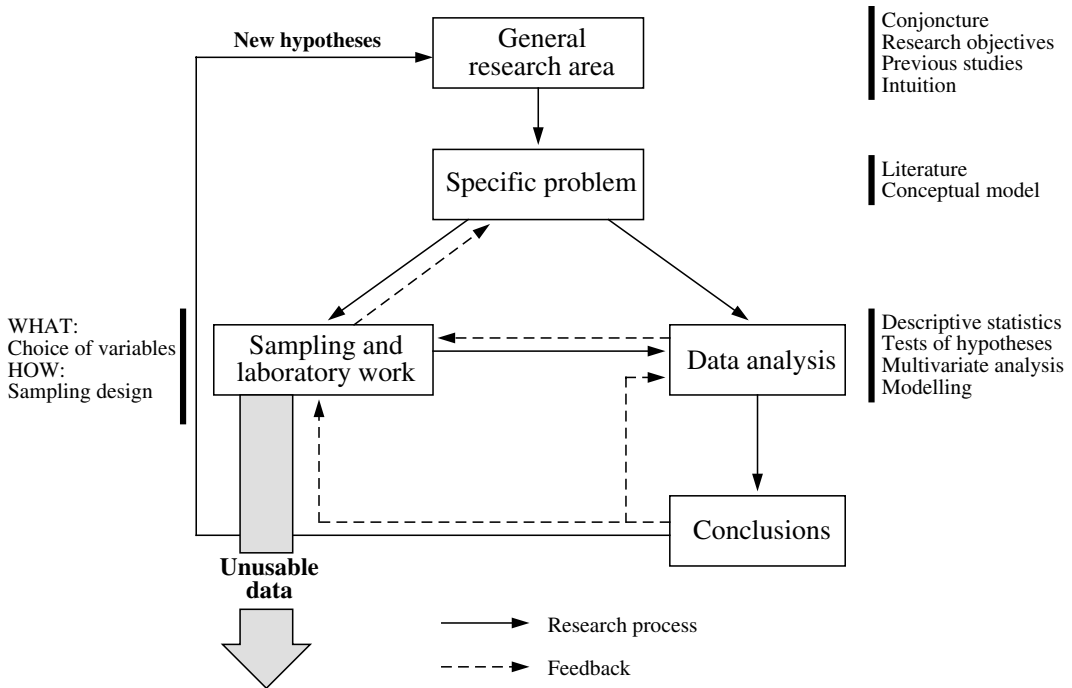 New hypotheses
General
research area
Conjoncture
Research objectives
Previous studies
Intuition
Specific problem
Literature
Conceptual model
WHAT:
Choice of variables
HOW:
Sampling design
Sampling and
laboratory work
Data analysis
Descriptive statistics
Tests of hypotheses
Multivariate analysis
Modelling
Conclusions
Unusable
data
Research process
Feedback